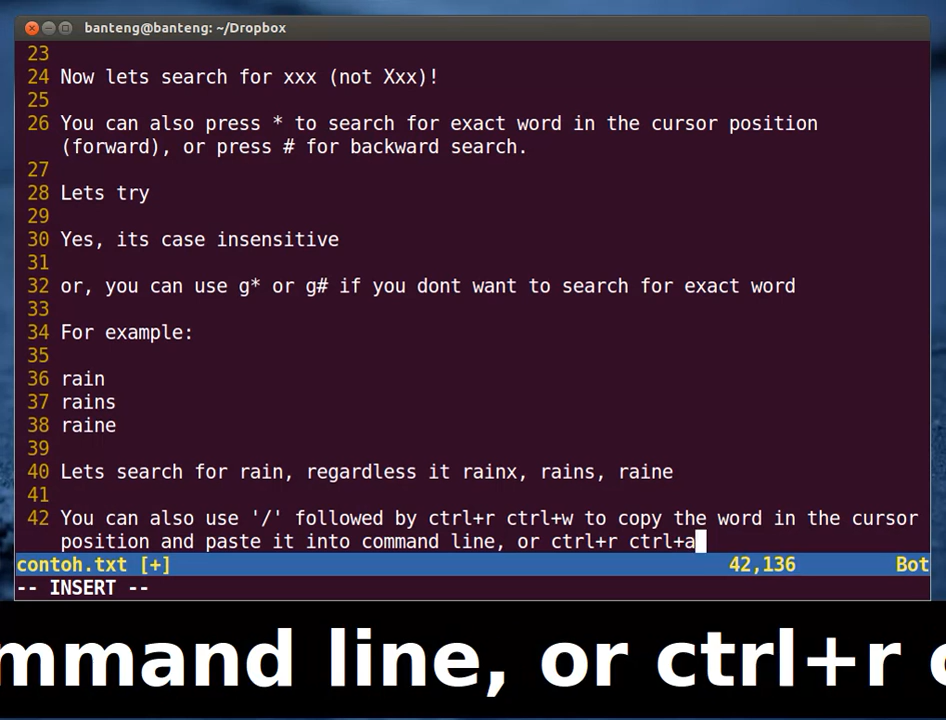 banteng@banteng: ~/Dropbox
23
24 Now lets search for xxx (not Xxx)!
25
26 You can also press * to search for exact word in the cursor position
(forward), or press # for backward search.
27
28 Lets try
29
30 Yes, its case insensitive
31
32 or, you can use g* or g# if you dont want to search for exact word
33
34 For example:
35
36 rain
37 rains
38 raine
39
40 Lets search for rain, regardless it rainx, rains, raine
41
42 You can also use '/' followed by ctrl+r ctrl+w to copy the word in the cursor
position and paste it into command line, or ctrl+r ctrl+a
contoh.txt [+] 42,136 Bot
-- INSERT --
mmand line, or ctrl+r c